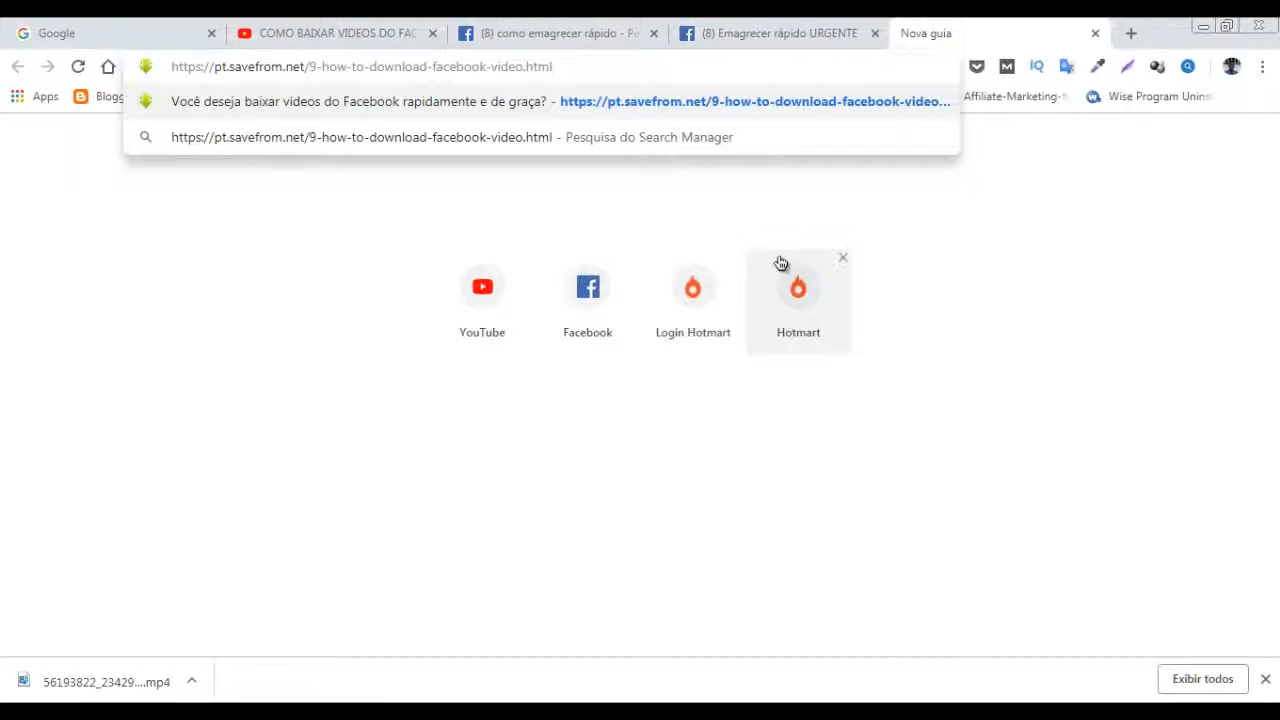 Google
COMO BAIXAR VIDEOS DO FAC
(8) como emagrecer rápido - Pe
(8) Emagrecer rápido URGENTE
Nova guia
https://pt.savefrom.net/9-how-to-download-facebook-video.html
Apps
Blogg
Você deseja baixar vídeos do Facebook rapidamente e de graça? - https://pt.savefrom.net/9-how-to-download-facebook-video...
Affiliate-Marketing-t
Wise Program Unins
https://pt.savefrom.net/9-how-to-download-facebook-video.html - Pesquisa do Search Manager
YouTube
Facebook
Login Hotmart
Hotmart
56193822_23429....mp4
Exibir todos